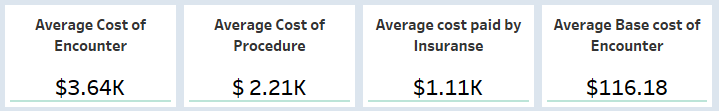 Average Cost of
Encounter
$3.64K
Average Cost of
Procedure
$ 2.21K
Average cost paid by
Insuranse
$1.11K
Average Base cost of
Encounter
$116.18